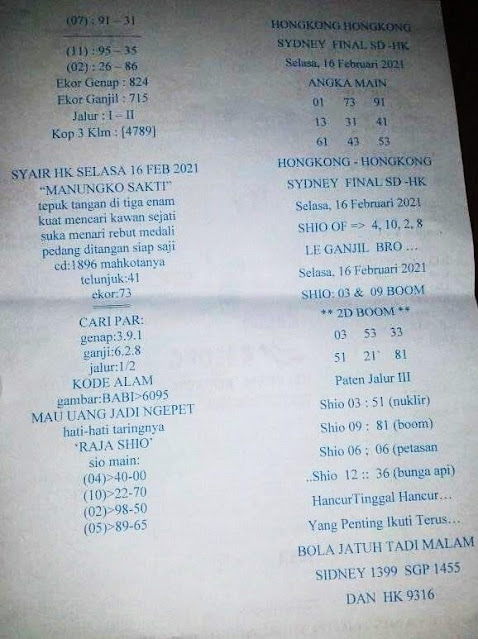 (07) : 91 – 31
(11) : 95 – 35
(02) : 26 – 86
Ekor Genap : 824
Ekor Ganjil : 715
Jalur : I – II
Kop 3 Klm : [4789]
SYAIR HK SELASA 16 FEB 2021
“MANUNGKO SAKTI”
tepuk tangan di tiga enam
kuat mencari kawan sejati
suka menari rebut medali
pedang ditangan siap saji
cd:1896 mahkotanya
telunjuk:41
ekor:73
CARI PAR:
genap:3.9.1
ganji:6.2.8
jalur:1/2
KODE ALAM
gambar:BABI>6095
MAU UANG JADI NGEPET
hati-hati taringnya
‘RAJA SHIO’
sio main:
(04)>40-00
(10)>22-70
(02)>98-50
(05)>89-65
HONGKONG HONGKONG
SYDNEY FINAL SD -HK
Selasa, 16 Februari 2021
ANGKA MAIN
01 73 91
13 31 41
61 43 53
HONGKONG - HONGKONG
SYDNEY FINAL SD -HK
Selasa, 16 Februari 2021
SHIO OF => 4, 10, 2, 8
LE GANJIL BRO …
Selasa, 16 Februari 2021
SHIO: 03 & 09 BOOM
** 2D BOOM **
03 53 33
51 21` 81
Paten Jalur III
Shio 03 : 51 (nuklir)
Shio 09 : 81 (boom)
Shio 06 ; 06 (petasan
..Shio 12 :: 36 (bunga api)
HancurTinggal Hancur…
Yang Penting Ikuti Terus…
BOLA JATUH TADI MALAM
SIDNEY 1399 SGP 1455
DAN HK 9316